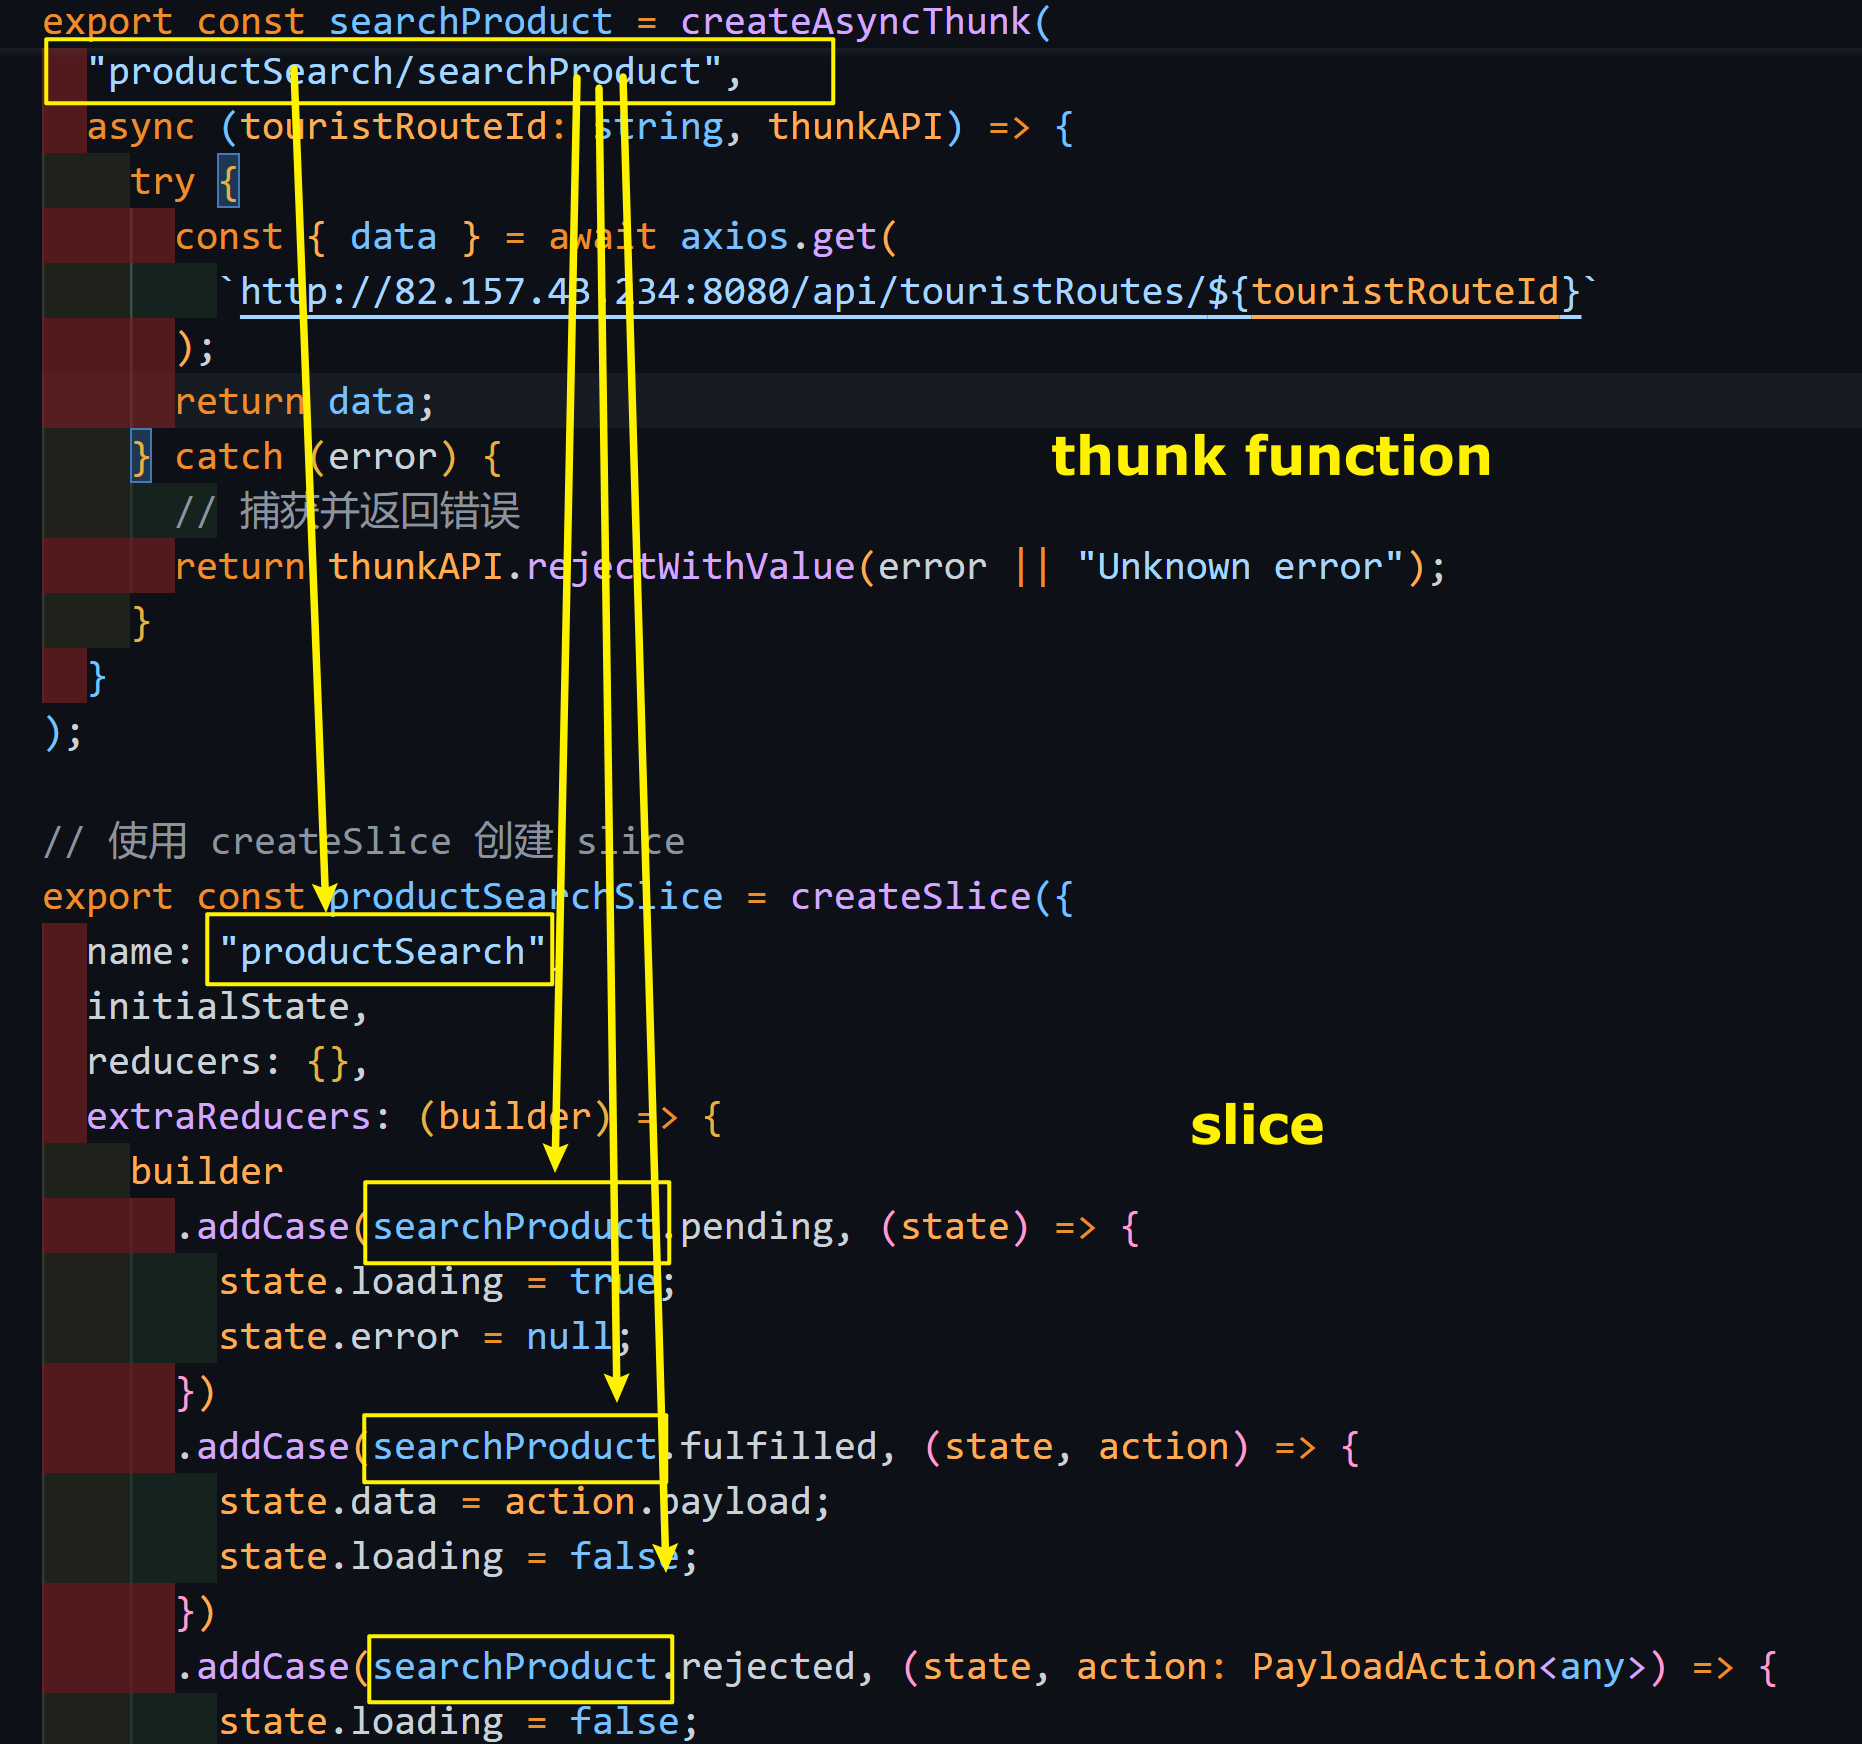 export const searchProduct = createAsyncThunk(
"productSearch/searchProduct",
async (touristRouteId: string, thunkAPI) => {
try {
const { data } = await axios.get(
`http://82.157.43.234:8080/api/touristRoutes/${touristRouteId}`
);
return data;
} catch (error) {
thunk function
// 捕获并返回错误
return thunkAPI.rejectWithValue(error || "Unknown error");
}
}
);
// 使用 createSlice 创建 slice
export const productSearchSlice = createSlice({
name: "productSearch",
initialState,
reducers: {},
extraReducers: (builder) => {
slice
builder
.addCase(searchProduct.pending, (state) => {
state.loading = true;
state.error = null;
})
.addCase(searchProduct.fulfilled, (state, action) => {
state.data = action.payload;
state.loading = false;
})
.addCase(searchProduct.rejected, (state, action: PayloadAction<any>) => {
state.loading = false;